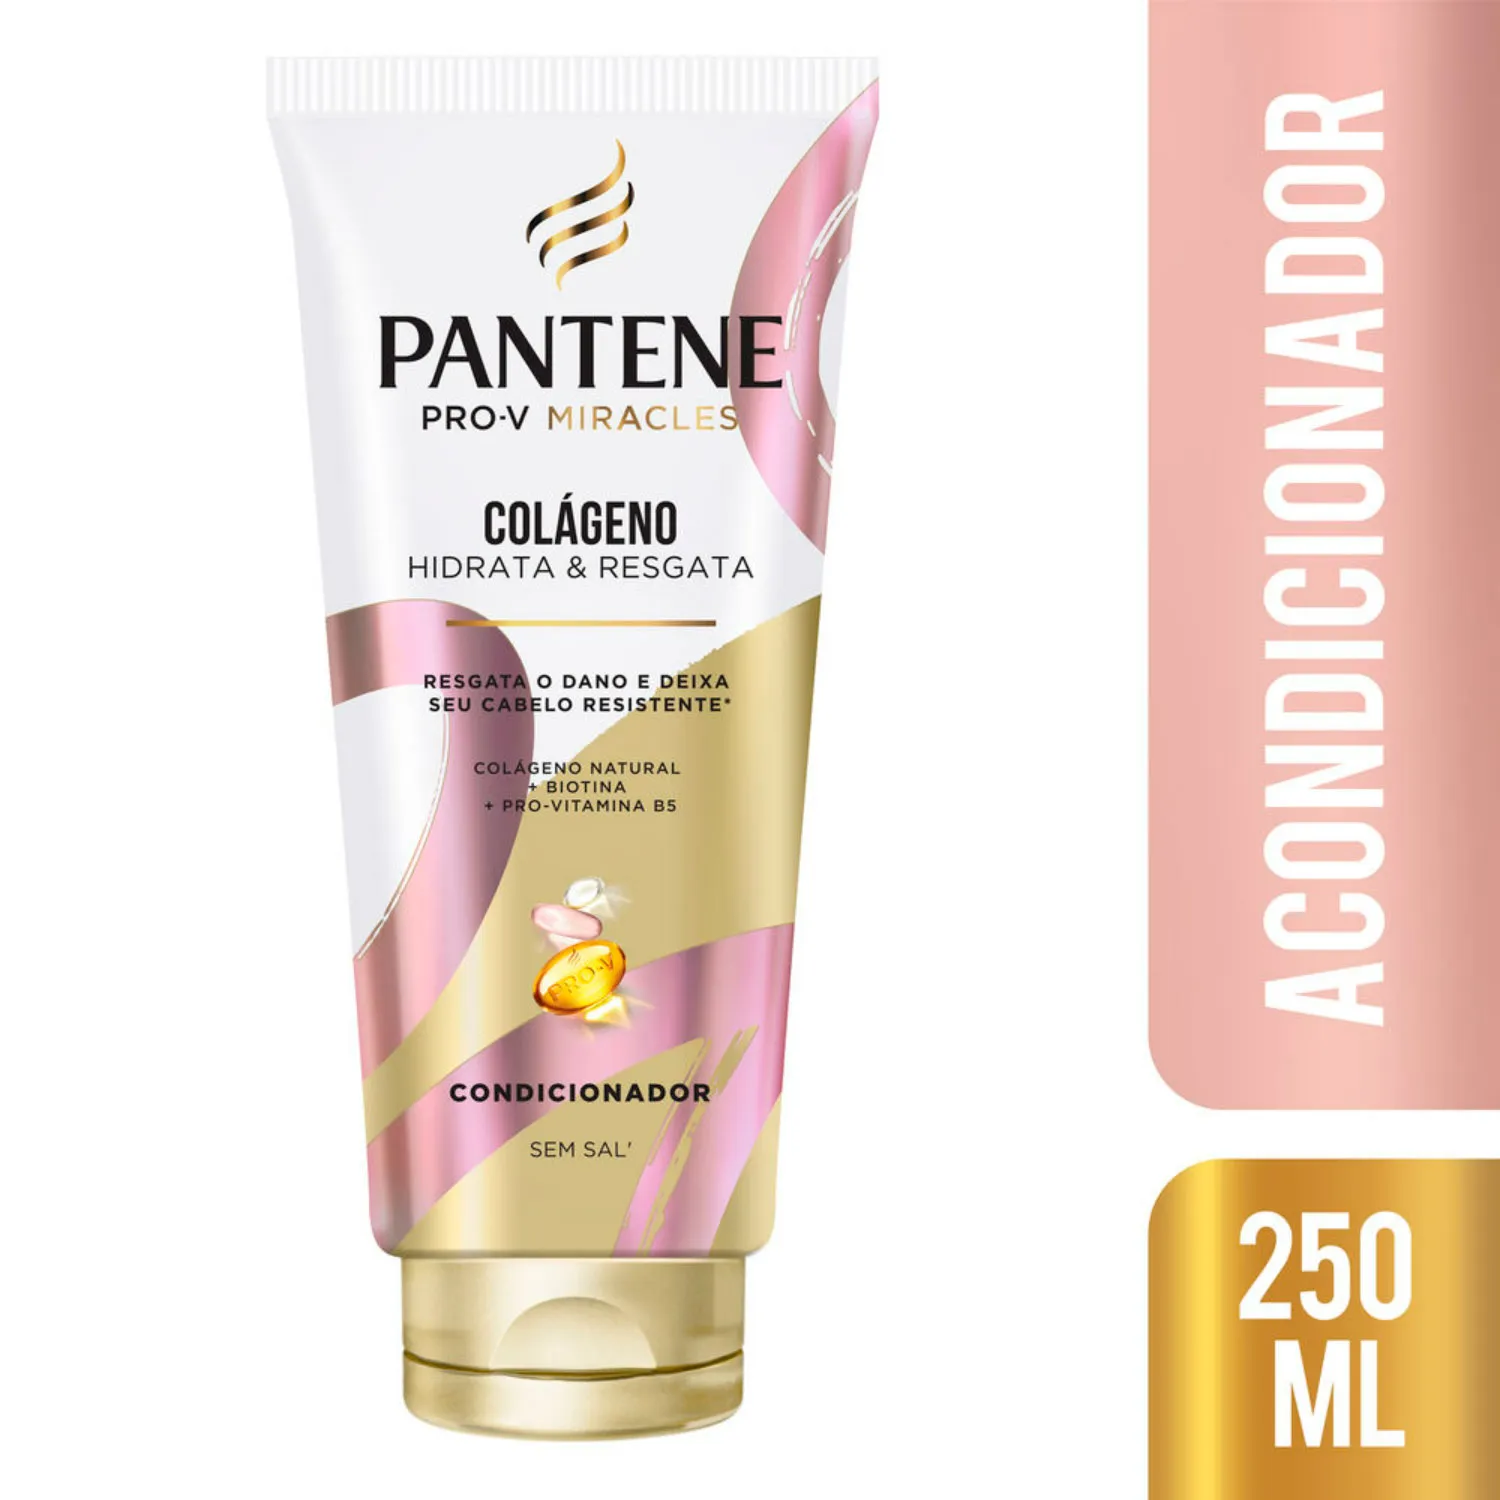 PANTENE
PRO-V MIRACLES
COLÁGENO
HIDRATA & RESGATA
RESGATA O DANO E DEIXA
SEU CABELO RESISTENTE*
COLÁGENO NATURAL
+ BIOTINA
+ PRO-VITAMINA B5
PRO-V
CONDICIONADOR
SEM SAL'
ACONDICIONADOR
250
ML